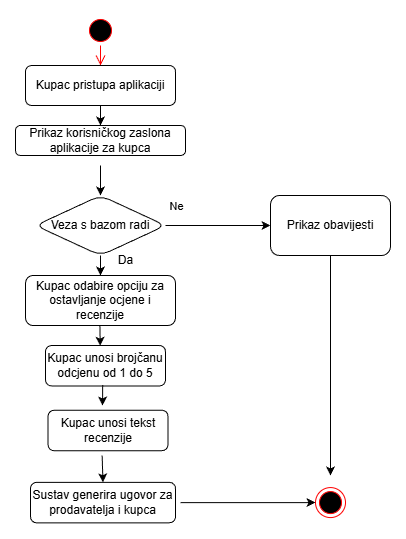 Kupac pristupa aplikaciji
Prikaz korisničkog zaslona
aplikacije za kupca
Ne
Veza s bazom radi
Prikaz obavijesti
Da
Kupac odabire opciju za
ostavljanje ocjene i
recenzije
Kupac unosi brojčanu
odcjenu od 1 do 5
Kupac unosi tekst
recenzije
Sustav generira ugovor za
prodavatelja i kupca